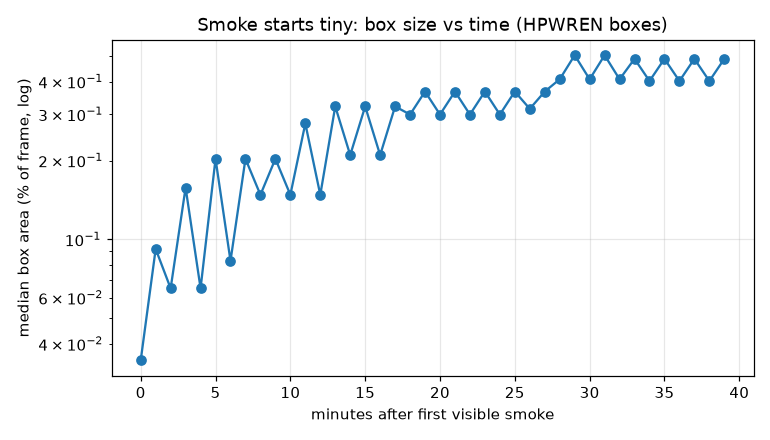 Smoke starts tiny: box size vs time (HPWREN boxes)
median box area (% of frame, log)
4 × 10⁻¹
3 × 10⁻¹
2 × 10⁻¹
10⁻¹
6 × 10⁻²
4 × 10⁻²
0 5 10 15 20 25 30 35 40
minutes after first visible smoke